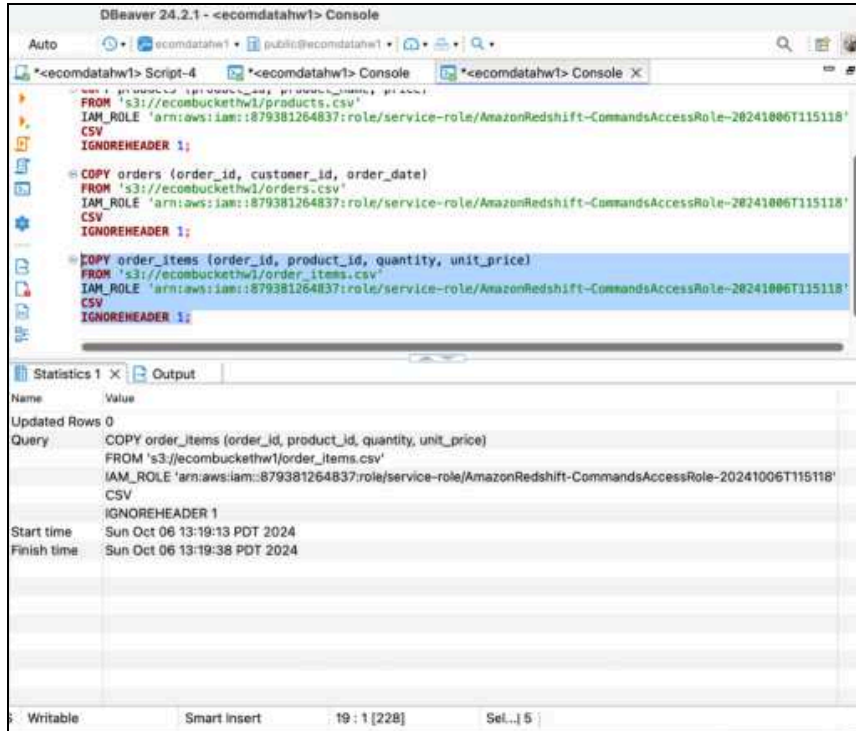 DBeaver 24.2.1 - <ecomdatahw1> Console
Auto ecomdatahw1 public@ecomdatahw1
*<ecomdatahw1> Script-4 *<ecomdatahw1> Console *<ecomdatahw1> Console
COPY products (product_id, product_name, price)
FROM 's3://ecombuckethw1/products.csv'
IAM_ROLE 'arn:aws:iam::879381264837:role/service-role/AmazonRedshift-CommandsAccessRole-20241006T115118'
CSV
IGNOREHEADER 1;
COPY orders (order_id, customer_id, order_date)
FROM 's3://ecombuckethw1/orders.csv'
IAM_ROLE 'arn:aws:iam::879381264837:role/service-role/AmazonRedshift-CommandsAccessRole-20241006T115118'
CSV
IGNOREHEADER 1;
COPY order_items (order_id, product_id, quantity, unit_price)
FROM 's3://ecombuckethw1/order_items.csv'
IAM_ROLE 'arn:aws:iam::879381264837:role/service-role/AmazonRedshift-CommandsAccessRole-20241006T115118'
CSV
IGNOREHEADER 1;
Statistics 1 Output
Name Value
Updated Rows 0
Query COPY order_items (order_id, product_id, quantity, unit_price)
FROM 's3://ecombuckethw1/order_items.csv'
IAM_ROLE 'arn:aws:iam::879381264837:role/service-role/AmazonRedshift-CommandsAccessRole-20241006T115118'
CSV
IGNOREHEADER 1
Start time Sun Oct 06 13:19:13 PDT 2024
Finish time Sun Oct 06 13:19:38 PDT 2024
Writable Smart Insert 19 : 1 [228] Sel...| 5